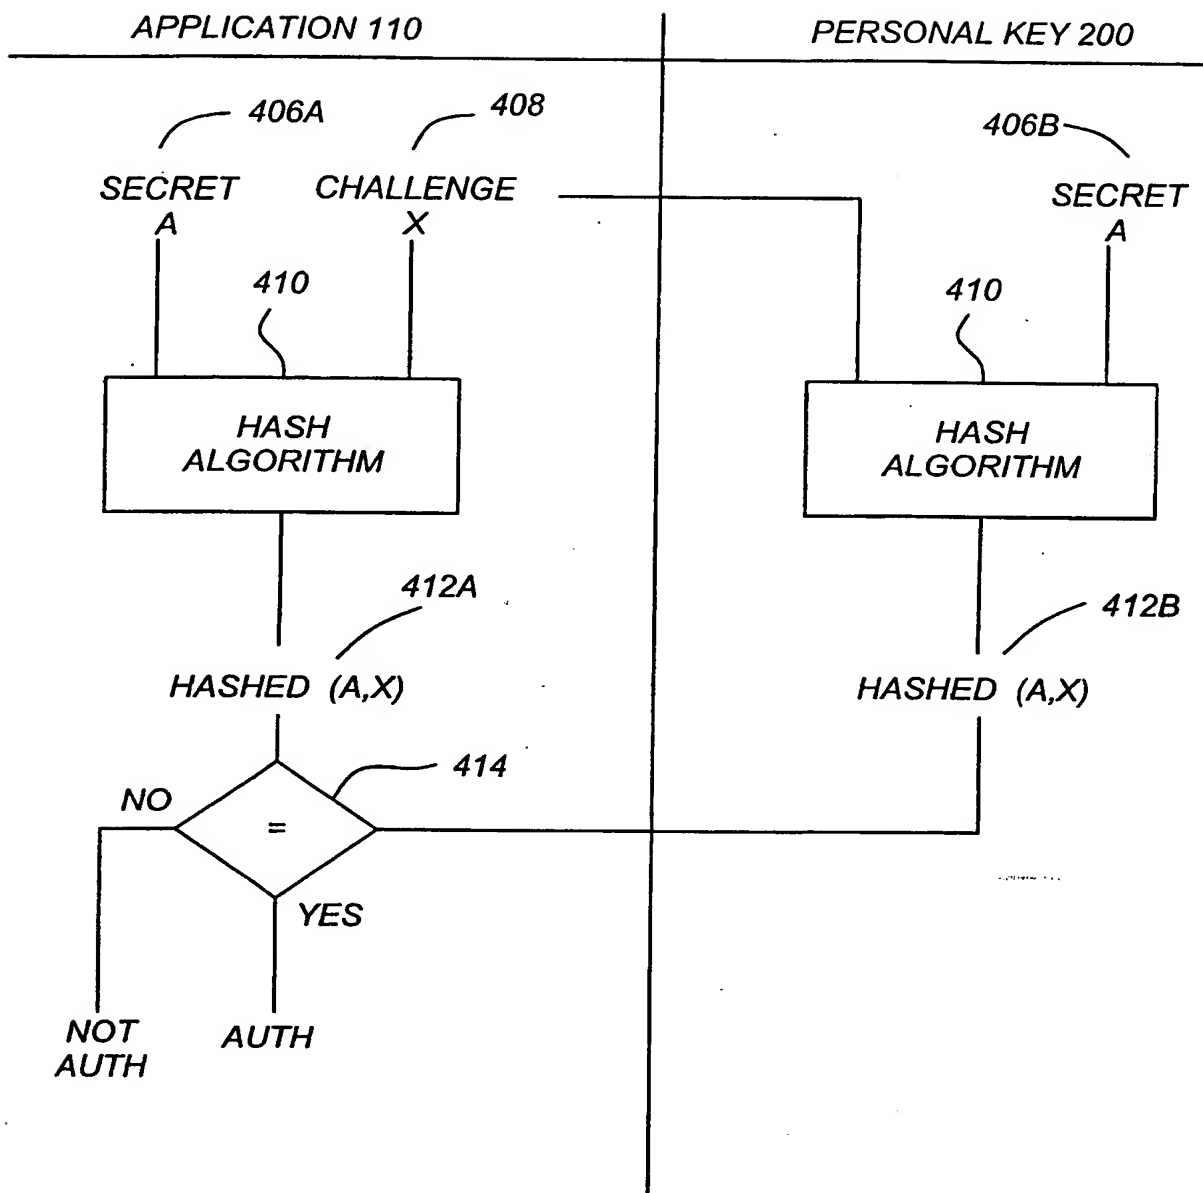 APPLICATION 110
PERSONAL KEY 200
406A
408
406B
SECRET
A
CHALLENGE
X
SECRET
A
410
410
HASH
ALGORITHM
HASH
ALGORITHM
412A
412B
HASHED (A,X)
HASHED (A,X)
414
NO
=
YES
NOT
AUTH
AUTH